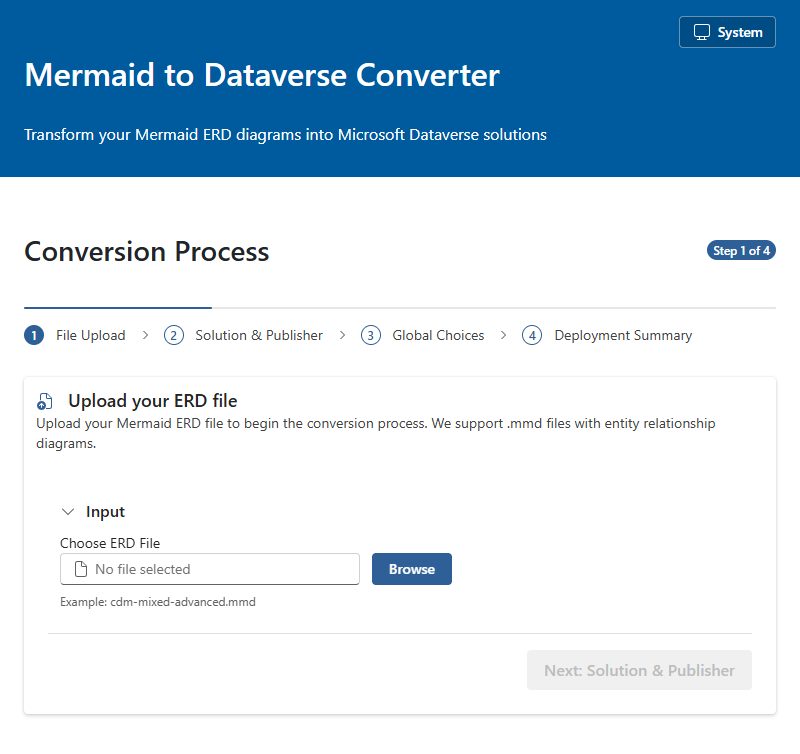 System
Mermaid to Dataverse Converter
Transform your Mermaid ERD diagrams into Microsoft Dataverse solutions
Conversion Process
Step 1 of 4
1 File Upload > 2 Solution & Publisher > 3 Global Choices > 4 Deployment Summary
Upload your ERD file
Upload your Mermaid ERD file to begin the conversion process. We support .mmd files with entity relationship
diagrams.
Input
Choose ERD File
No file selected
Browse
Example: cdm-mixed-advanced.mmd
Next: Solution & Publisher